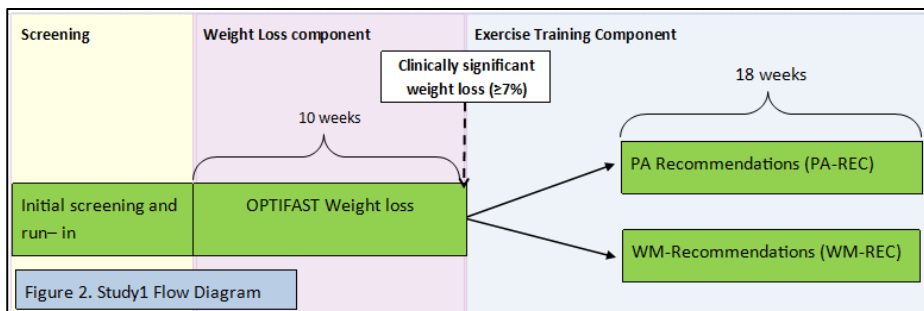 Screening
Weight Loss component
Exercise Training Component
Clinically significant
weight loss (≥7%)
10 weeks
18 weeks
Initial screening and
run– in
OPTIFAST Weight loss
PA Recommendations (PA-REC)
WM-Recommendations (WM-REC)
Figure 2. Study1 Flow Diagram